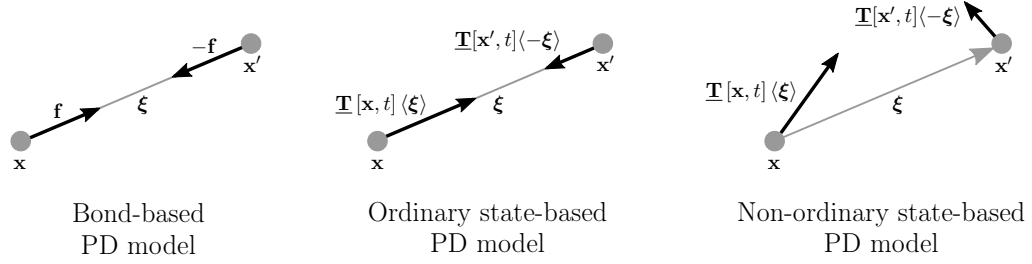 −f
x′
f
ξ
x
Bond-based
PD model
T[x′, t]⟨−ξ⟩
x′
T [x, t] ⟨ξ⟩
ξ
x
Ordinary state-based
PD model
T[x′, t]⟨−ξ⟩
x′
T [x, t] ⟨ξ⟩
ξ
x
Non-ordinary state-based
PD model